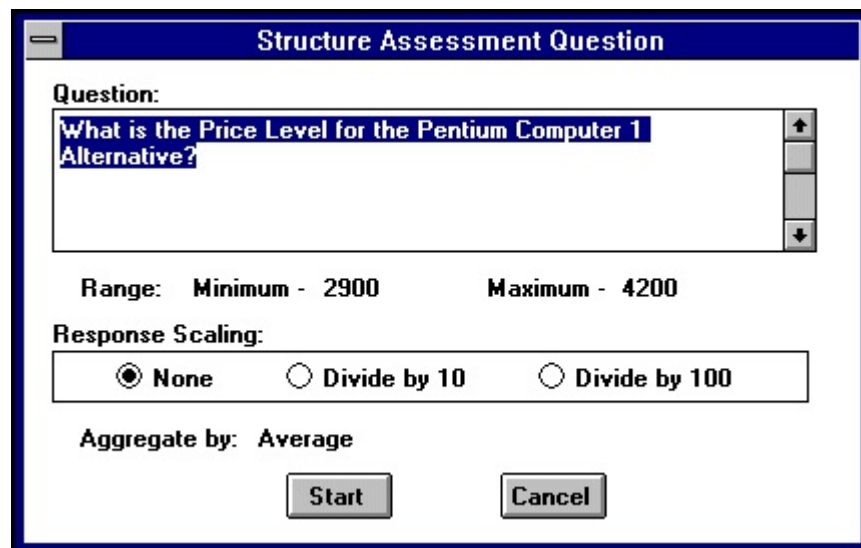 Structure Assessment Question
Question:
What is the Price Level for the Pentium Computer 1
Alternative?
Range: Minimum - 2900 Maximum - 4200
Response Scaling:
None Divide by 10 Divide by 100
Aggregate by: Average
Start Cancel